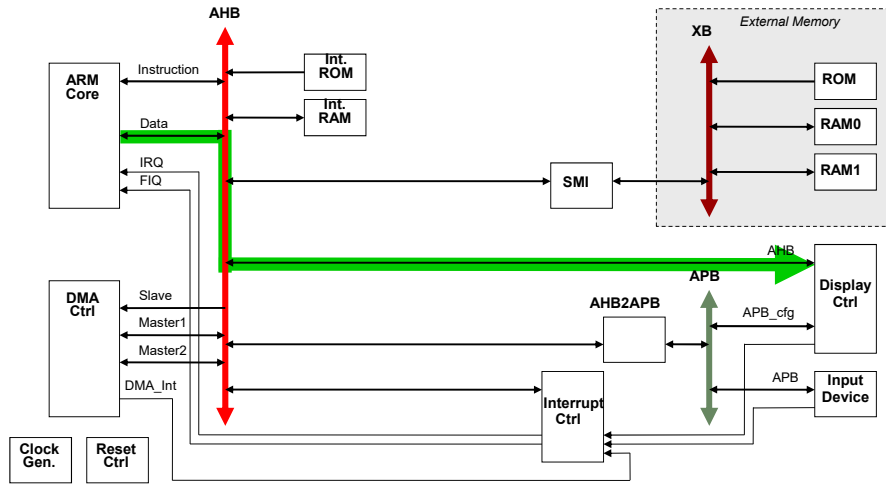 AHB
External Memory
XB
ARM
Core
Instruction
Int.
ROM
ROM
Int.
RAM
Data
RAM0
IRQ
FIQ
SMI
RAM1
AHB
APB
Display
Ctrl
DMA
Ctrl
Slave
AHB2APB
APB_cfg
Master1
Master2
DMA_Int
APB
Input
Device
Interrupt
Ctrl
Clock
Gen.
Reset
Ctrl